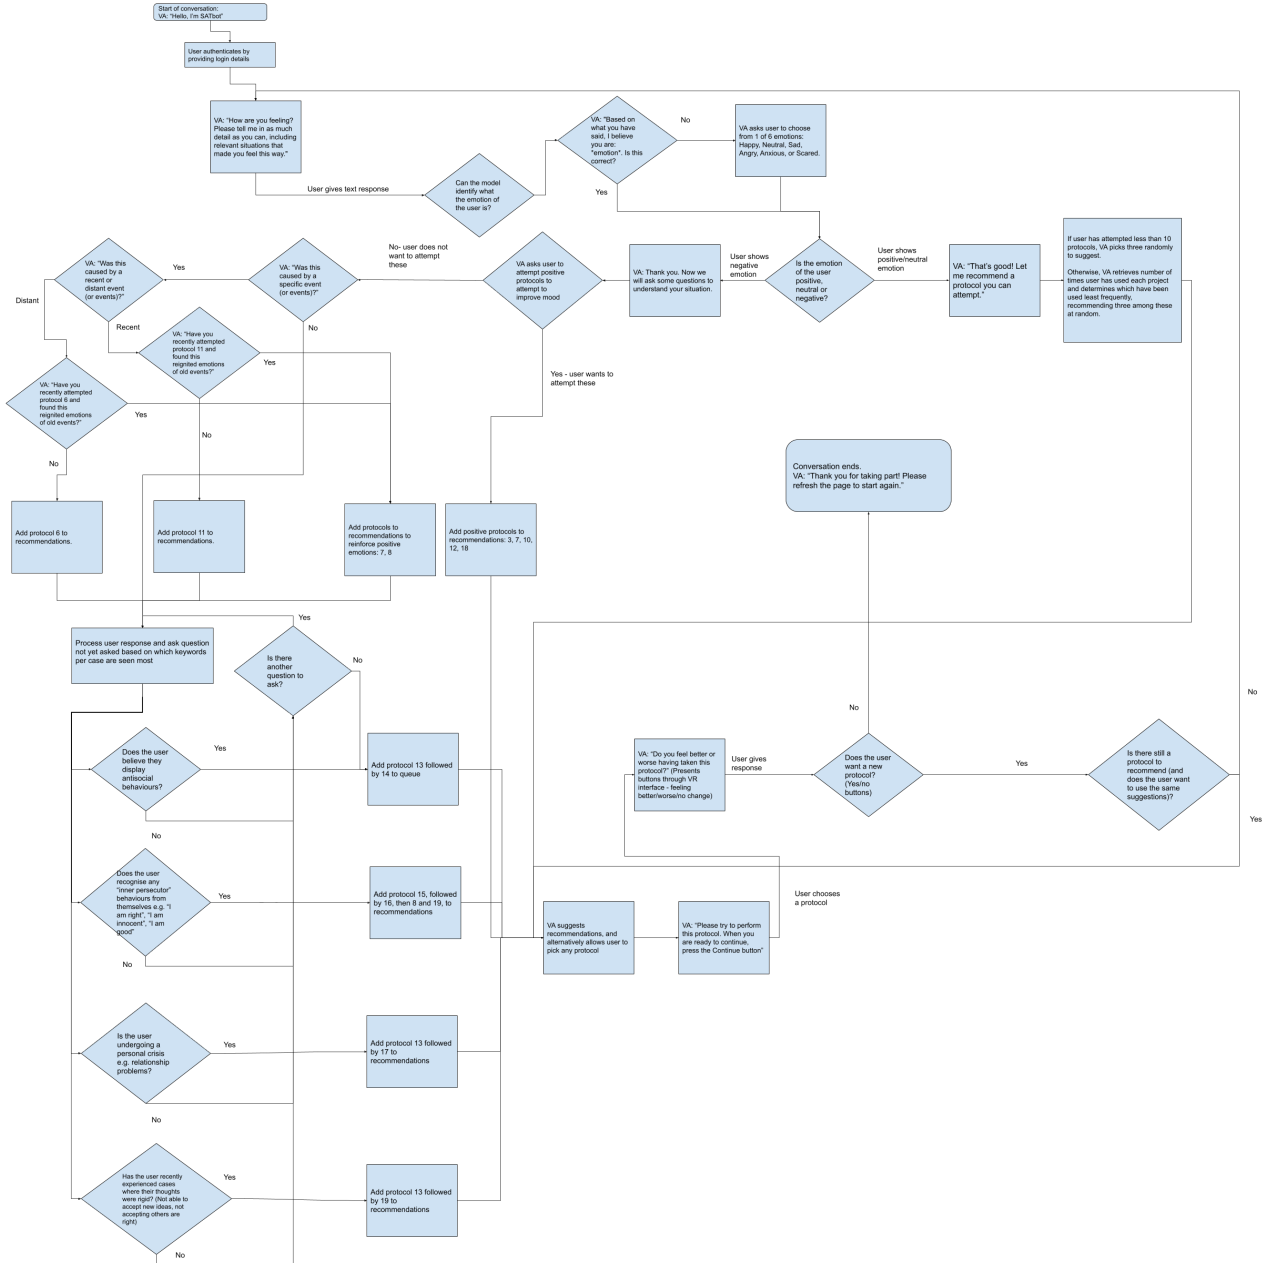 Start of conversation:
VA: "Hello, I'm SATbot"
User authenticates by
providing login details
VA: "How are you feeling?
Please tell me in as much
detail as you can, including
relevant situations that
made you feel this way."
User gives text response
Can the model
identify what
the emotion of
the user is?
VA: "Based on
what you have
said, I believe
you are:
*emotion*. Is this
correct?
No
Yes
VA asks user to choose
from 1 of 6 emotions:
Happy, Neutral, Sad,
Angry, Anxious, or Scared.
Is the emotion
of the user
positive,
neutral or
negative?
User shows
positive/neutral
emotion
VA: "That's good! Let
me recommend a
protocol you can
attempt."
If user has attempted less than 10
protocols, VA picks three randomly
to suggest.
Otherwise, VA retrieves number of
times user has used each project
and determines which have been
used least frequently,
recommending three among these
at random.
User shows
negative
emotion
VA: Thank you. Now we
will ask some questions to
understand your situation.
VA asks user to
attempt positive
protocols to
attempt to
improve mood
No- user does not
want to attempt
these
Yes - user wants to
attempt these
VA: "Was this
caused by a
specific event
(or events)?"
Yes
No
VA: "Was this
caused by a
recent or
distant event
(or events)?"
Distant
Recent
VA: "Have you
recently attempted
protocol 11 and
found this
reignited emotions
of old events?"
Yes
No
VA: "Have you
recently attempted
protocol 6 and
found this
reignited emotions
of old events?"
Yes
No
Add protocol 6 to
recommendations.
Add protocol 11 to
recommendations.
Add protocols to
recommendations to
reinforce positive
emotions: 7, 8
Add positive protocols to
recommendations: 3, 7, 10,
12, 18
Conversation ends.
VA: "Thank you for taking part! Please
refresh the page to start again."
Process user response and ask question
not yet asked based on which keywords
per case are seen most
Is there
another
question to
ask?
Yes
No
Does the user
believe they
display
antisocial
behaviours?
Yes
No
Add protocol 13 followed
by 14 to queue
Does the user
recognise any
"inner persecutor"
behaviours from
themselves e.g. "I
am right", "I am
innocent", "I am
good"
Yes
No
Add protocol 15, followed
by 16, then 8 and 19, to
recommendations
Is the user
undergoing a
personal crisis
e.g. relationship
problems?
Yes
No
Add protocol 13 followed
by 17 to
recommendations
Has the user recently
experienced cases
where their thoughts
were rigid? (Not able to
accept new ideas, not
accepting others are
right)
Yes
No
Add protocol 13 followed
by 19 to
recommendations
VA suggests
recommendations, and
alternatively allows user to
pick any protocol
VA: "Please try to perform
this protocol. When you
are ready to continue,
press the Continue button"
User chooses
a protocol
VA: "Do you feel better or
worse having taken this
protocol?" (Presents
buttons through VR
interface - feeling
better/worse/no change)
User gives
response
Does the user
want a new
protocol?
(Yes/no
buttons)
No
Yes
Is there still a
protocol to
recommend (and
does the user want
to use the same
suggestions)?
No
Yes